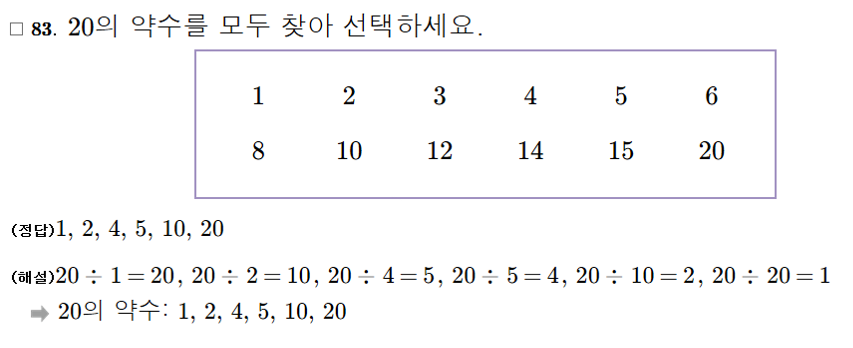 □ 83. 20의 약수를 모두 찾아 선택하세요.
1 2 3 4 5 6
8 10 12 14 15 20
(정답)1, 2, 4, 5, 10, 20
(해설)20 ÷ 1 = 20, 20 ÷ 2 = 10, 20 ÷ 4 = 5, 20 ÷ 5 = 4, 20 ÷ 10 = 2, 20 ÷ 20 = 1
➡ 20의 약수: 1, 2, 4, 5, 10, 20